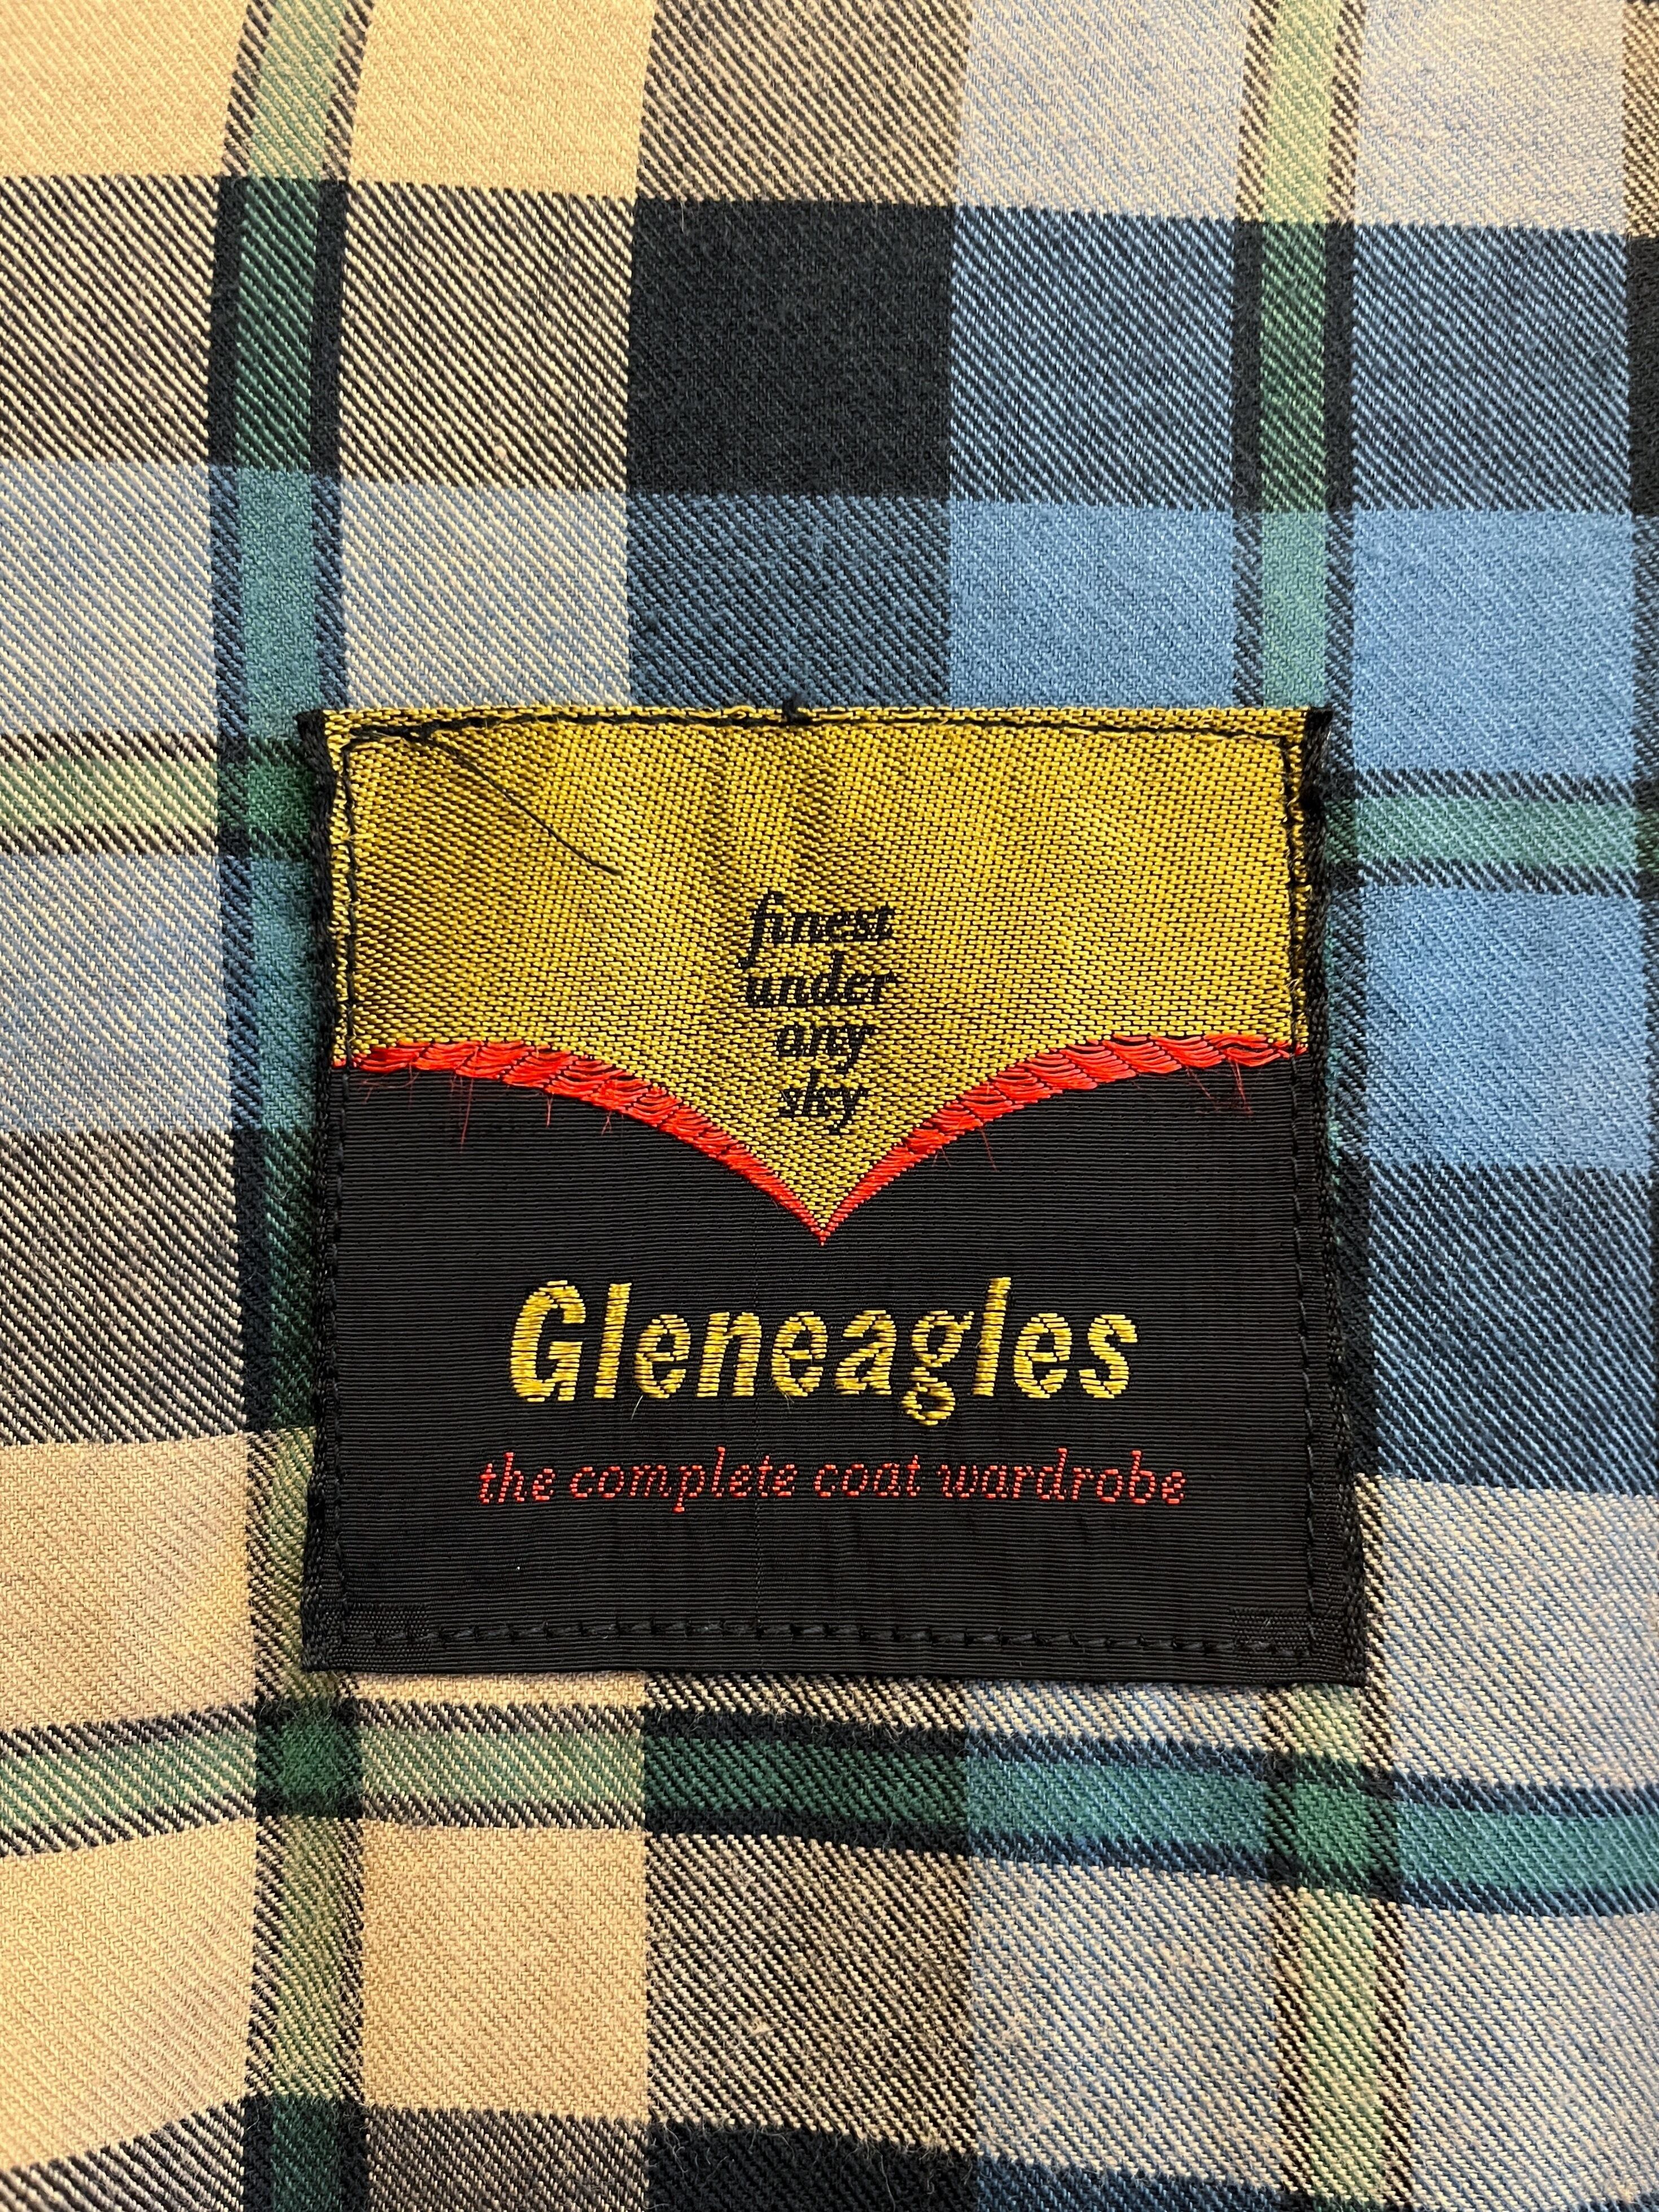 finest
under
any
sky
Gleneagles
the complete coat wardrobe